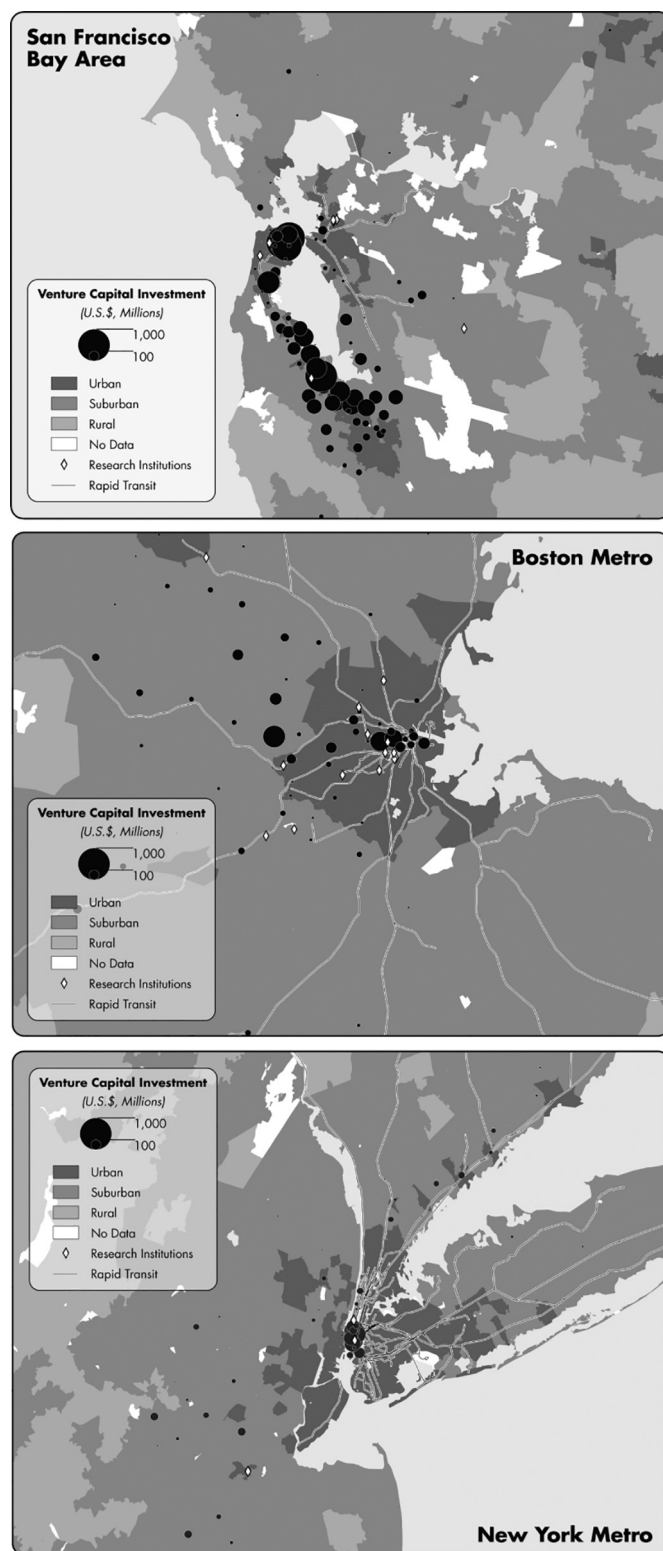 San Francisco
Bay Area
Venture Capital Investment
(U.S.$, Millions)
1,000
100
Urban
Suburban
Rural
No Data
Research Institutions
Rapid Transit
Boston Metro
Venture Capital Investment
(U.S.$, Millions)
1,000
100
Urban
Suburban
Rural
No Data
Research Institutions
Rapid Transit
Venture Capital Investment
(U.S.$, Millions)
1,000
100
Urban
Suburban
Rural
No Data
Research Institutions
Rapid Transit
New York Metro